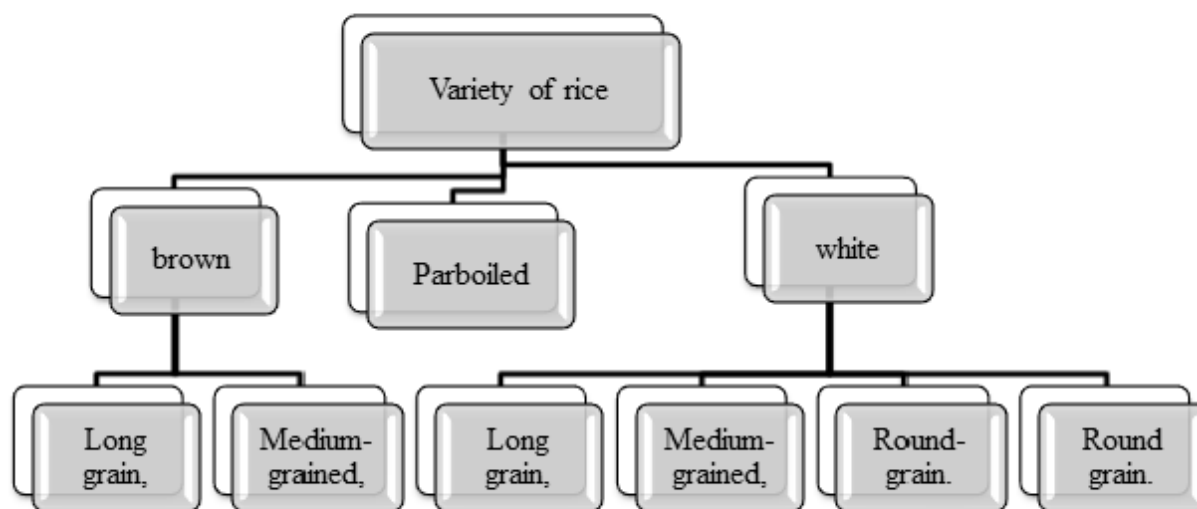 Variety of rice
brown
Parboiled
white
Long
grain,
Medium-
grained,
Long
grain,
Medium-
grained,
Round-
grain.
Round
grain.